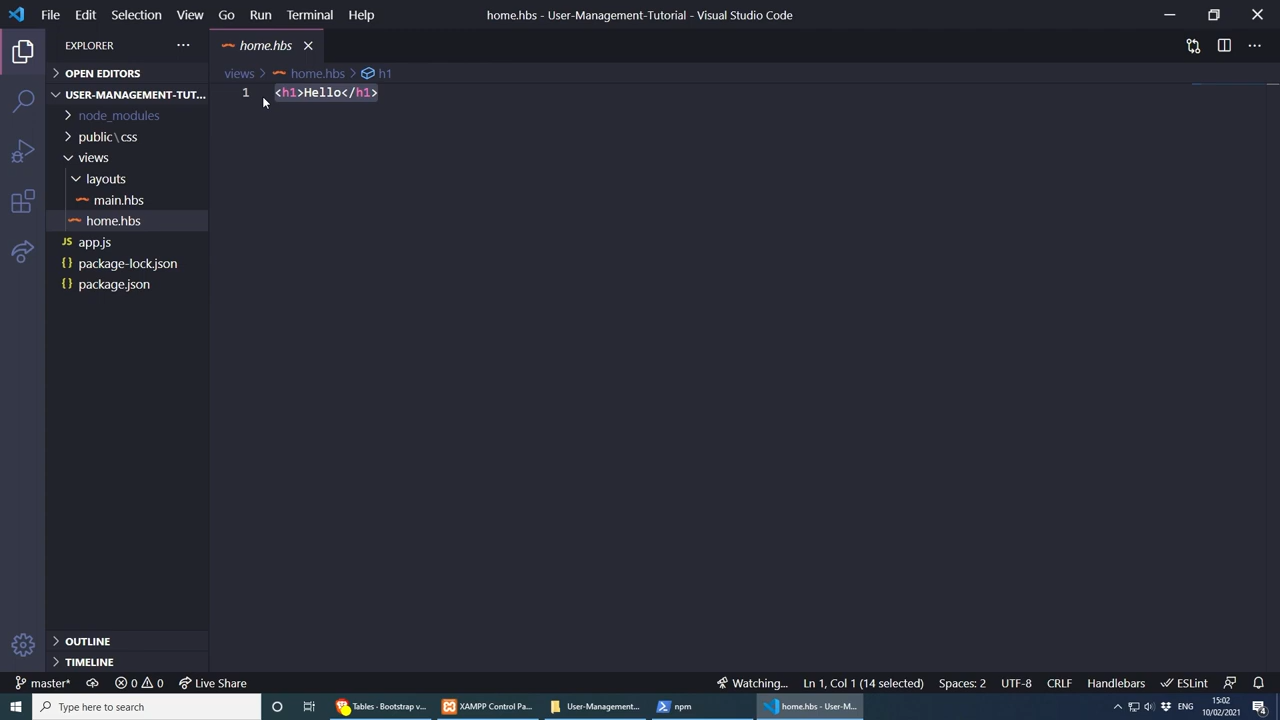 File Edit Selection View Go Run Terminal Help home.hbs - User-Management-Tutorial - Visual Studio Code
EXPLORER
home.hbs
OPEN EDITORS
views home.hbs h1
USER-MANAGEMENT-TUT...
1 <h1>Hello</h1>
node_modules
public\css
views
layouts
main.hbs
home.hbs
JS app.js
{} package-lock.json
{} package.json
OUTLINE
TIMELINE
master* 0 0 Live Share Watching... Ln 1, Col 1 (14 selected) Spaces: 2 UTF-8 CRLF Handlebars ESLint
Type here to search Tables - Bootstrap v... XAMPP Control Pa... User-Management... npm home.hbs - User-M... ENG 15:02
10/02/2021 4